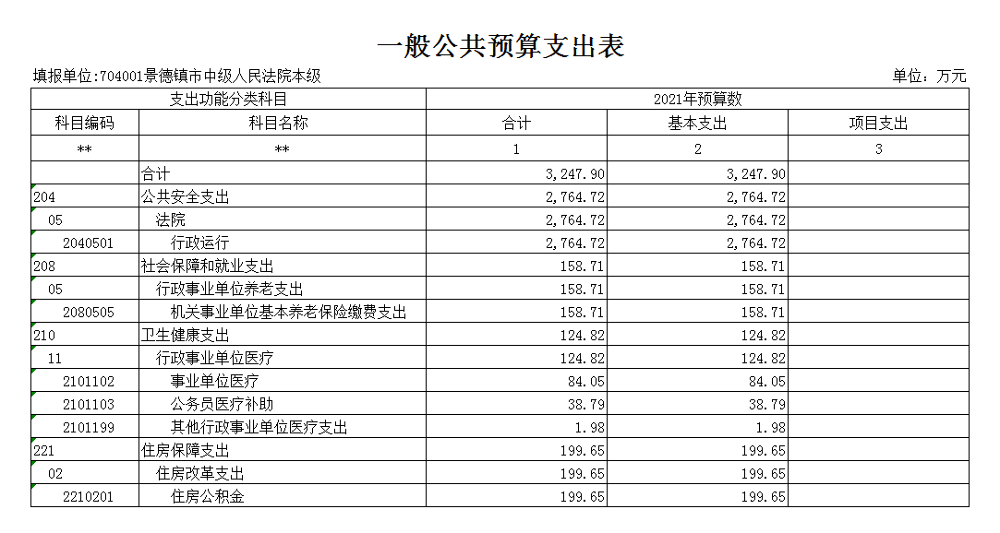 一般公共预算支出表
填报单位:704001景德镇市中级人民法院本级 单位：万元
支出功能分类科目 2021年预算数
科目编码 科目名称 合计 基本支出 项目支出
** ** 1 2 3
合计 3,247.90 3,247.90
204 公共安全支出 2,764.72 2,764.72
05 法院 2,764.72 2,764.72
2040501 行政运行 2,764.72 2,764.72
208 社会保障和就业支出 158.71 158.71
05 行政事业单位养老支出 158.71 158.71
2080505 机关事业单位基本养老保险缴费支出 158.71 158.71
210 卫生健康支出 124.82 124.82
11 行政事业单位医疗 124.82 124.82
2101102 事业单位医疗 84.05 84.05
2101103 公务员医疗补助 38.79 38.79
2101199 其他行政事业单位医疗支出 1.98 1.98
221 住房保障支出 199.65 199.65
02 住房改革支出 199.65 199.65
2210201 住房公积金 199.65 199.65